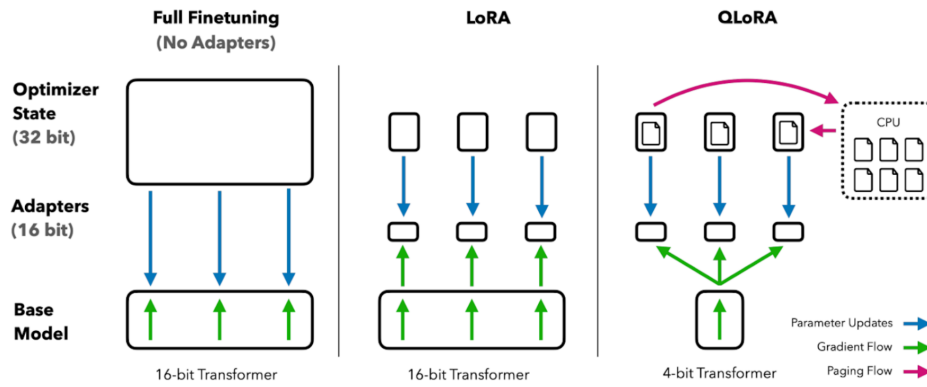 Full Finetuning
(No Adapters)
LoRA
QLoRA
Optimizer
State
(32 bit)
CPU
Adapters
(16 bit)
Base
Model
Parameter Updates
Gradient Flow
Paging Flow
16-bit Transformer
16-bit Transformer
4-bit Transformer